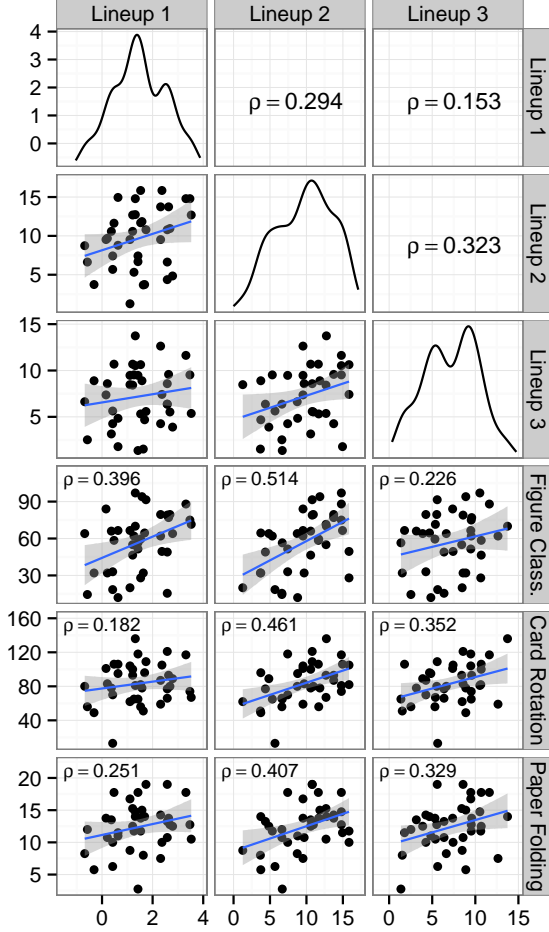 Lineup 1 Lineup 2 Lineup 3
4
3
2
1
0
ρ = 0.294
ρ = 0.153
Lineup 1
15
10
5
ρ = 0.323
Lineup 2
15
10
5
Lineup 3
90
60
30
ρ = 0.396
ρ = 0.514
ρ = 0.226
Figure Class.
160
120
80
40
ρ = 0.182
ρ = 0.461
ρ = 0.352
Card Rotation
20
15
10
5
ρ = 0.251
ρ = 0.407
ρ = 0.329
Paper Folding
0 2 4 0 5 10 15 0 5 10 15